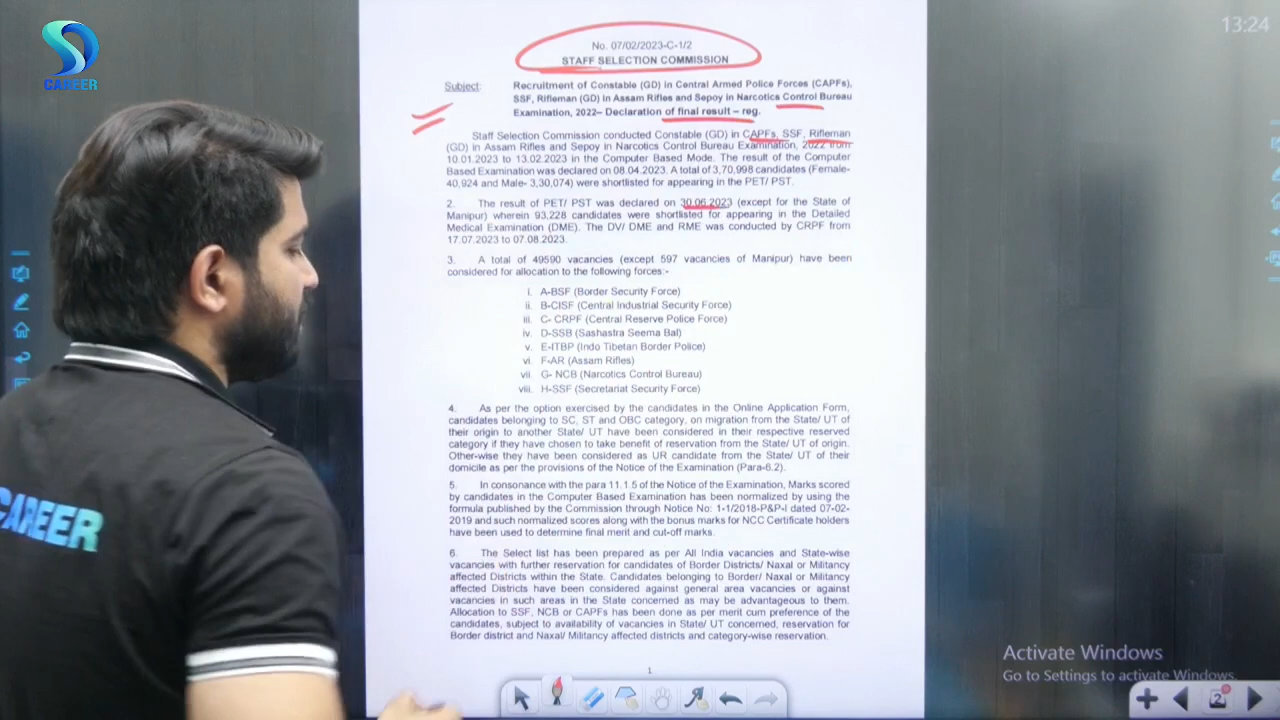 CAREER
13:24
No. 07/02/2023-C-1/2
STAFF SELECTION COMMISSION
Subject: Recruitment of Constable (GD) in Central Armed Police Forces (CAPFs),
SSF, Rifleman (GD) in Assam Rifles and Sepoy in Narcotics Control Bureau
Examination, 2022– Declaration of final result – reg.
Staff Selection Commission conducted Constable (GD) in CAPFs, SSF, Rifleman
(GD) in Assam Rifles and Sepoy in Narcotics Control Bureau Examination, 2022 from
10.01.2023 to 13.02.2023 in the Computer Based Mode. The result of the Computer
Based Examination was declared on 08.04.2023. A total of 3,70,998 candidates (Female-
40,924 and Male- 3,30,074) were shortlisted for appearing in the PET/ PST.
2. The result of PET/ PST was declared on 30.06.2023 (except for the State of
Manipur) wherein 93,228 candidates were shortlisted for appearing in the Detailed
Medical Examination (DME). The DV/ DME and RME was conducted by CRPF from
17.07.2023 to 07.08.2023.
3. A total of 49590 vacancies (except 597 vacancies of Manipur) have been
considered for allocation to the following forces:-
i. A-BSF (Border Security Force)
ii. B-CISF (Central Industrial Security Force)
iii. C- CRPF (Central Reserve Police Force)
iv. D-SSB (Sashastra Seema Bal)
v. E-ITBP (Indo Tibetan Border Police)
vi. F-AR (Assam Rifles)
vii. G- NCB (Narcotics Control Bureau)
viii. H-SSF (Secretariat Security Force)
4. As per the option exercised by the candidates in the Online Application Form,
candidates belonging to SC, ST and OBC category, on migration from the State/ UT of
their origin to another State/ UT have been considered in their respective reserved
category if they have chosen to take benefit of reservation from the State/ UT of origin.
Other-wise they have been considered as UR candidate from the State/ UT of their
domicile as per the provisions of the Notice of the Examination (Para-6.2).
5. In consonance with the para 11.1.5 of the Notice of the Examination, Marks scored
by candidates in the Computer Based Examination has been normalized by using the
formula published by the Commission through Notice No: 1-1/2018-P&P-I dated 07-02-
2019 and such normalized scores along with the bonus marks for NCC Certificate holders
have been used to determine final merit and cut-off marks.
6. The Select list has been prepared as per All India vacancies and State-wise
vacancies with further reservation for candidates of Border Districts/ Naxal or Militancy
affected Districts within the State. Candidates belonging to Border/ Naxal or Militancy
affected Districts have been considered against general area vacancies or against
vacancies in such areas in the State concerned as may be advantageous to them.
Allocation to SSF, NCB or CAPFs has been done as per merit cum preference of the
candidates, subject to availability of vacancies in State/ UT concerned, reservation for
Border district and Naxal/ Militancy affected districts and category-wise reservation.
1
CAREER
Activate Windows
Go to Settings to activate Windows.
2